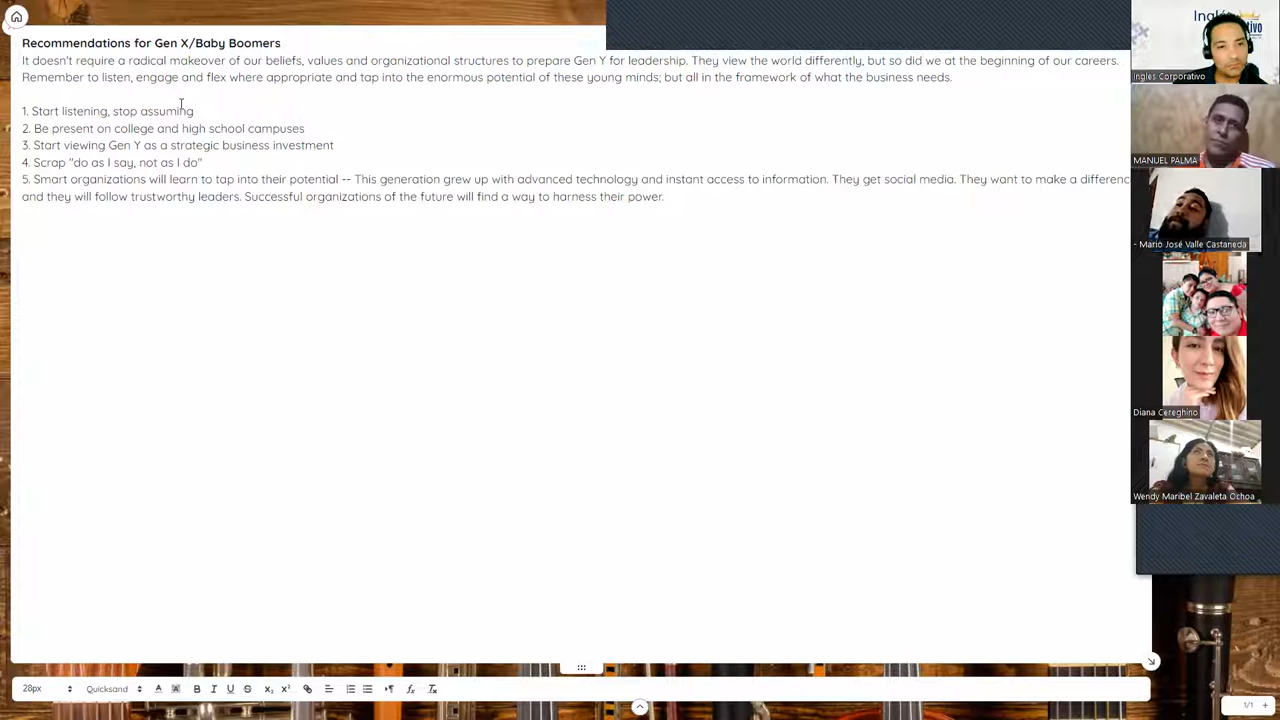 Recommendations for Gen X/Baby Boomers
It doesn't require a radical makeover of our beliefs, values and organizational structures to prepare Gen Y for leadership. They view the world differently, but so did we at the beginning of our careers.
Remember to listen, engage and flex where appropriate and tap into the enormous potential of these young minds; but all in the framework of what the business needs.
1. Start listening, stop assuming
2. Be present on college and high school campuses
3. Start viewing Gen Y as a strategic business investment
4. Scrap "do as I say, not as I do"
5. Smart organizations will learn to tap into their potential -- This generation grew up with advanced technology and instant access to information. They get social media. They want to make a differenc
and they will follow trustworthy leaders. Successful organizations of the future will find a way to harness their power.
Ingles Corporativo
MANUEL PALMA
- Mario José Valle Castaneda
Diana Cereghino
Wendy Maribel Zavaleta Ochoa
28px
Quicksand
1/1